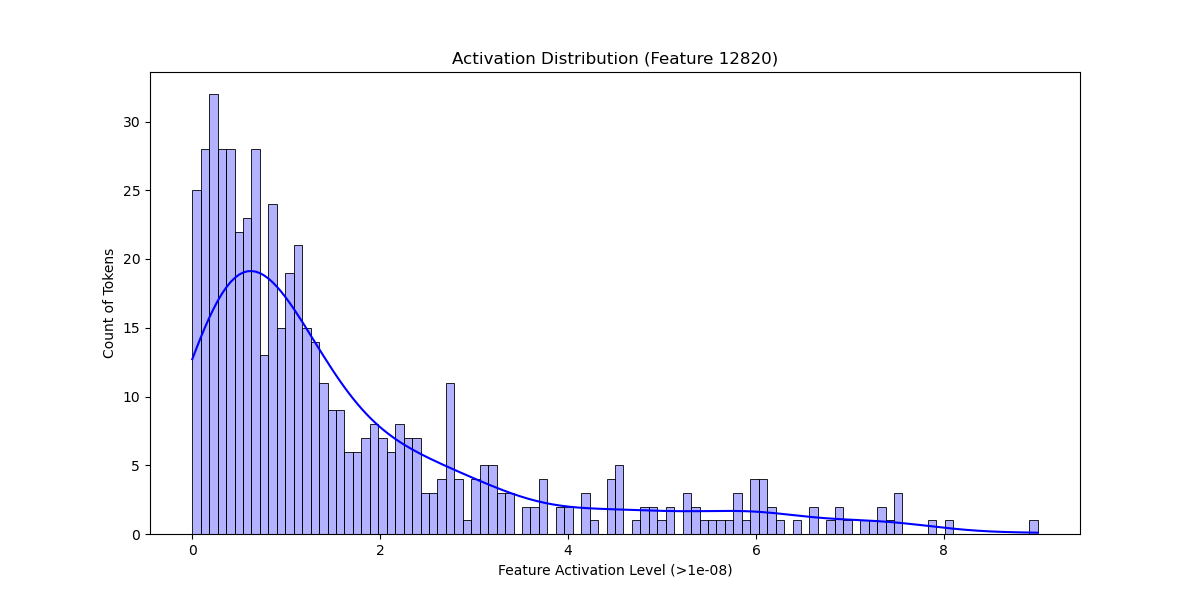 Activation Distribution (Feature 12820)
Count of Tokens
30
25
20
15
10
5
0
0 2 4 6 8
Feature Activation Level (>1e-08)